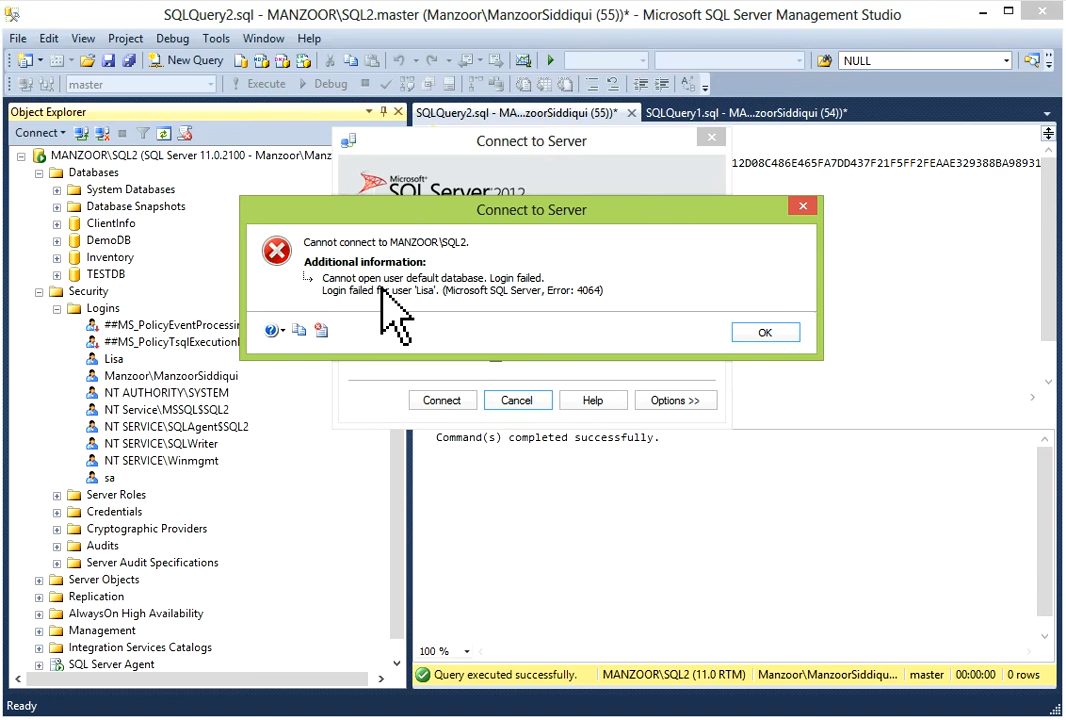 SQLQuery2.sql - MANZOOR\SQL2.master (Manzoor\ManzoorSiddiqui (55))* - Microsoft SQL Server Management Studio
File Edit View Project Debug Tools Window Help
New Query NULL
master Execute Debug
Object Explorer
SQLQuery2.sql - MA...zoorSiddiqui (55))* SQLQuery1.sql - MA...zoorSiddiqui (54))*
Connect
Connect to Server
MANZOOR\SQL2 (SQL Server 11.0.2100 - Manzoor\Manz
12D08C486E465FA7DD437F21F5FF2FEAAE329388BA98931
Databases
Microsoft
SQL Server 2012
System Databases
Database Snapshots
ClientInfo
DemoDB
Inventory
TESTDB
Connect to Server
Cannot connect to MANZOOR\SQL2.
Additional information:
Cannot open user default database. Login failed.
Login failed for user 'Lisa'. (Microsoft SQL Server, Error: 4064)
OK
Security
Logins
##MS_PolicyEventProcessin
##MS_PolicyTsqlExecutionl
Lisa
Manzoor\ManzoorSiddiqui
NT AUTHORITY\SYSTEM
NT Service\MSSQL$SQL2
NT SERVICE\SQLAgent$SQL2
NT SERVICE\SQLWriter
NT SERVICE\Winmgmt
sa
Connect Cancel Help Options >>
Command(s) completed successfully.
Server Roles
Credentials
Cryptographic Providers
Audits
Server Audit Specifications
Server Objects
Replication
AlwaysOn High Availability
Management
Integration Services Catalogs
SQL Server Agent
100 %
Query executed successfully. MANZOOR\SQL2 (11.0 RTM) Manzoor\ManzoorSiddiqu... master 00:00:00 0 rows
Ready